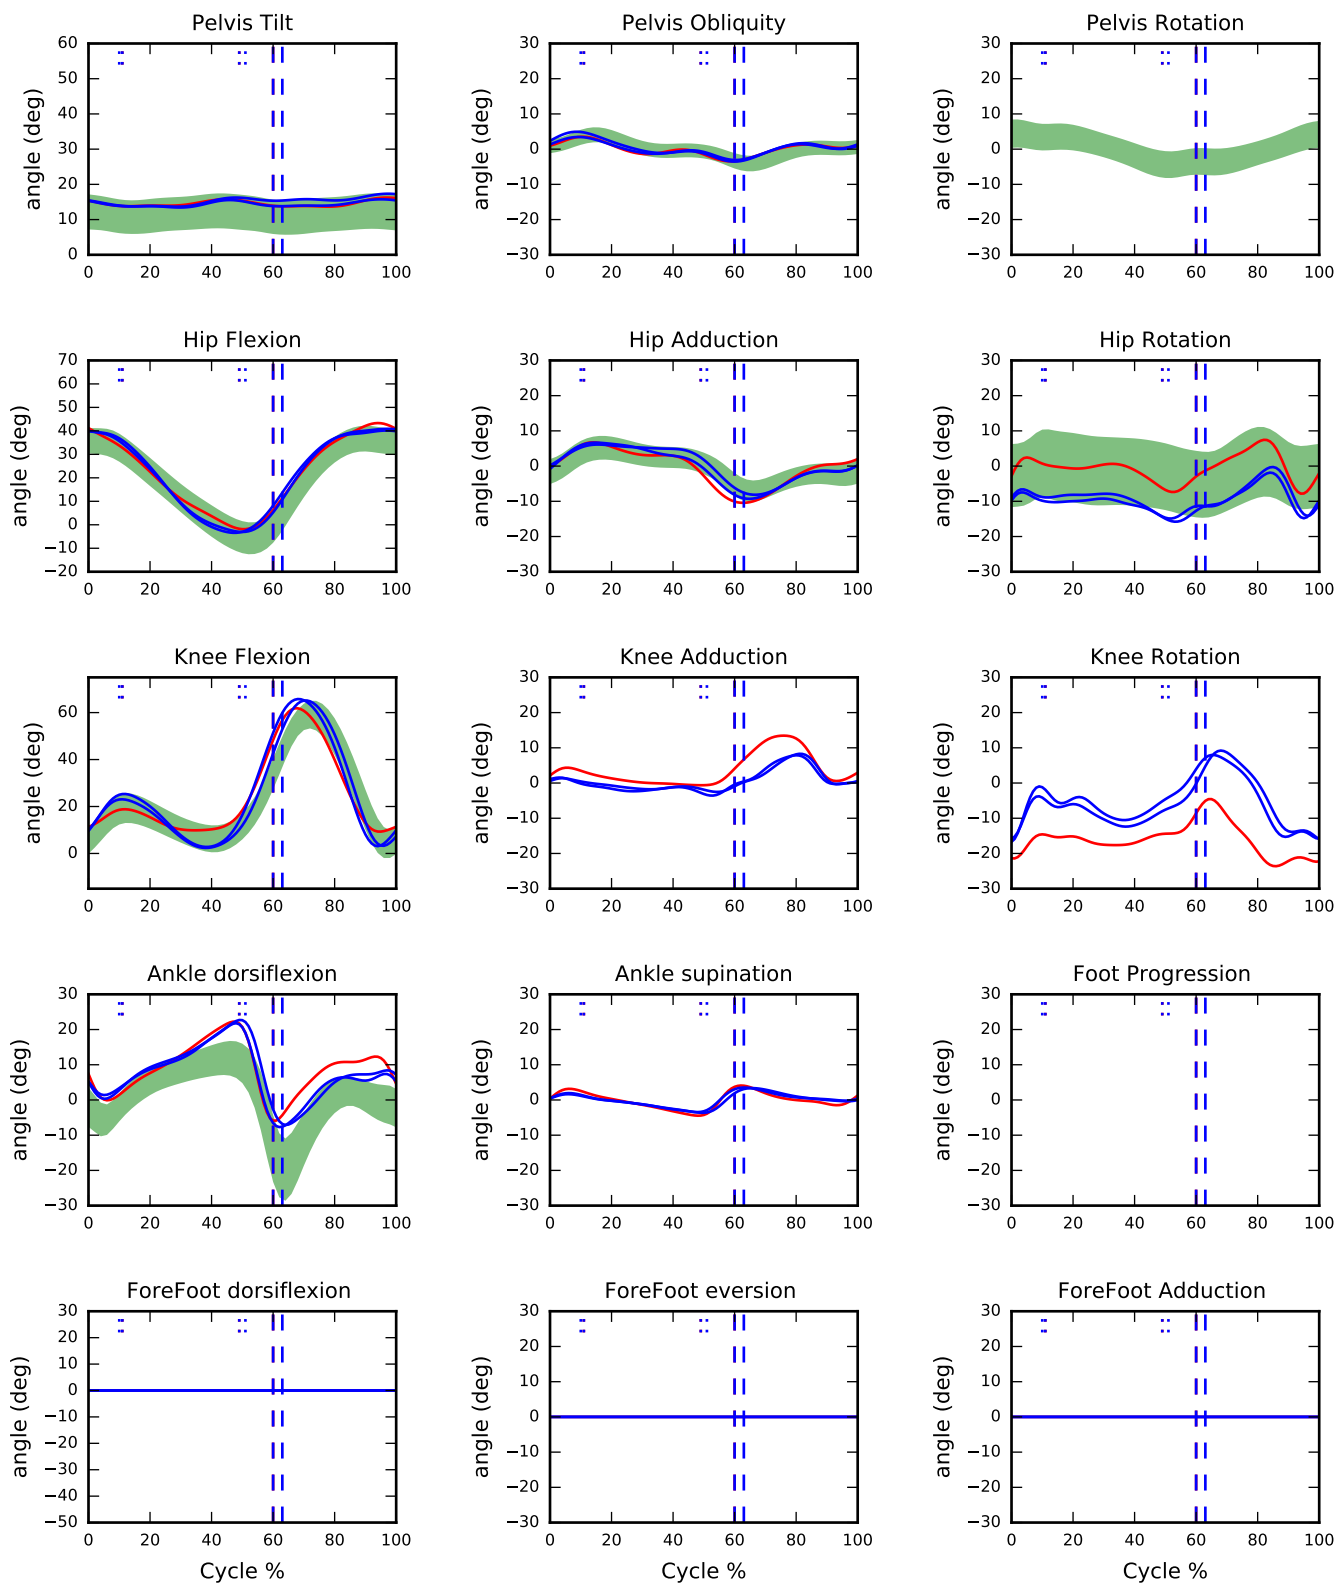 Pelvis Tilt
Pelvis Obliquity
Pelvis Rotation
angle (deg)
60
50
40
30
20
10
0
0 20 40 60 80 100
angle (deg)
30
20
10
0
−10
−20
−30
0 20 40 60 80 100
angle (deg)
30
20
10
0
−10
−20
−30
0 20 40 60 80 100
Hip Flexion
Hip Adduction
Hip Rotation
angle (deg)
70
60
50
40
30
20
10
0
−10
−20
0 20 40 60 80 100
angle (deg)
30
20
10
0
−10
−20
−30
0 20 40 60 80 100
angle (deg)
30
20
10
0
−10
−20
−30
0 20 40 60 80 100
Knee Flexion
Knee Adduction
Knee Rotation
angle (deg)
60
40
20
0
0 20 40 60 80 100
angle (deg)
30
20
10
0
−10
−20
−30
0 20 40 60 80 100
angle (deg)
30
20
10
0
−10
−20
−30
0 20 40 60 80 100
Ankle dorsiflexion
Ankle supination
Foot Progression
angle (deg)
30
20
10
0
−10
−20
−30
0 20 40 60 80 100
angle (deg)
30
20
10
0
−10
−20
−30
0 20 40 60 80 100
angle (deg)
30
20
10
0
−10
−20
−30
0 20 40 60 80 100
ForeFoot dorsiflexion
ForeFoot eversion
ForeFoot Adduction
angle (deg)
30
20
10
0
−10
−20
−30
−40
−50
0 20 40 60 80 100
Cycle %
angle (deg)
30
20
10
0
−10
−20
−30
0 20 40 60 80 100
Cycle %
angle (deg)
30
20
10
0
−10
−20
−30
0 20 40 60 80 100
Cycle %